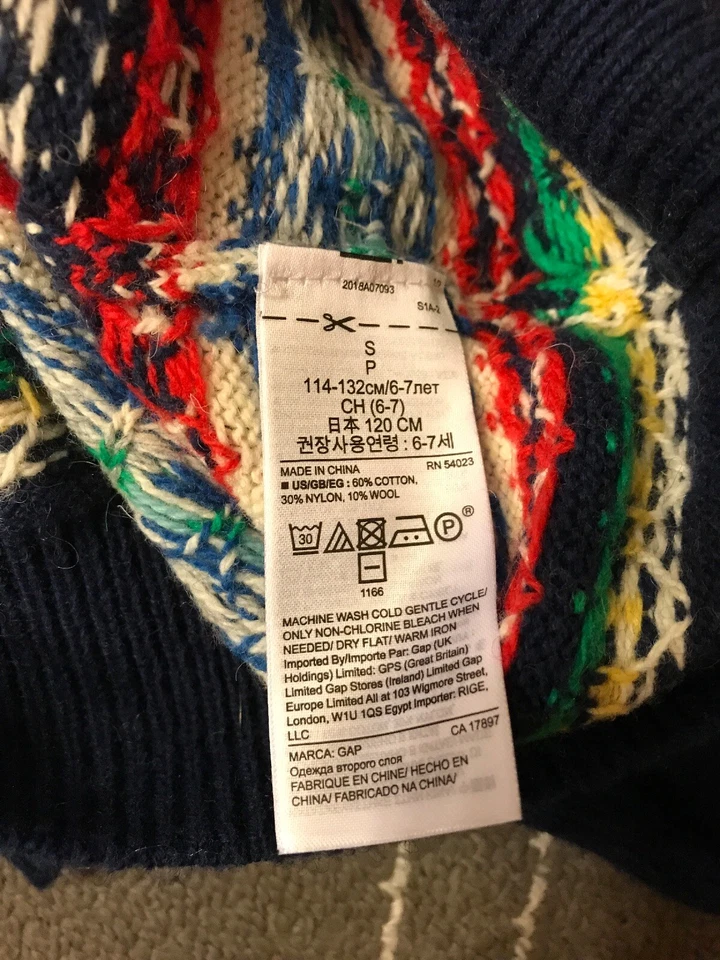 2018A07093
S1A-2
S
P
114-132см/6-7лет
CH (6-7)
日本 120 CM
권장사용연령 : 6-7세
MADE IN CHINA RN 54023
US/GB/EG : 60% COTTON,
30% NYLON, 10% WOOL
30
P®
1166
MACHINE WASH COLD GENTLE CYCLE/
ONLY NON-CHLORINE BLEACH WHEN
NEEDED/ DRY FLAT/ WARM IRON
Imported By/Importe Par: Gap (UK
Holdings) Limited: GPS (Great Britain)
Limited Gap Stores (Ireland) Limited Gap
Europe Limited All at 103 Wigmore Street,
London, W1U 1QS Egypt Importer: RIGE,
LLC
CA 17897
MARCA: GAP
Одежда второго слоя
FABRIQUE EN CHINE/ HECHO EN
CHINA/ FABRICADO NA CHINA/